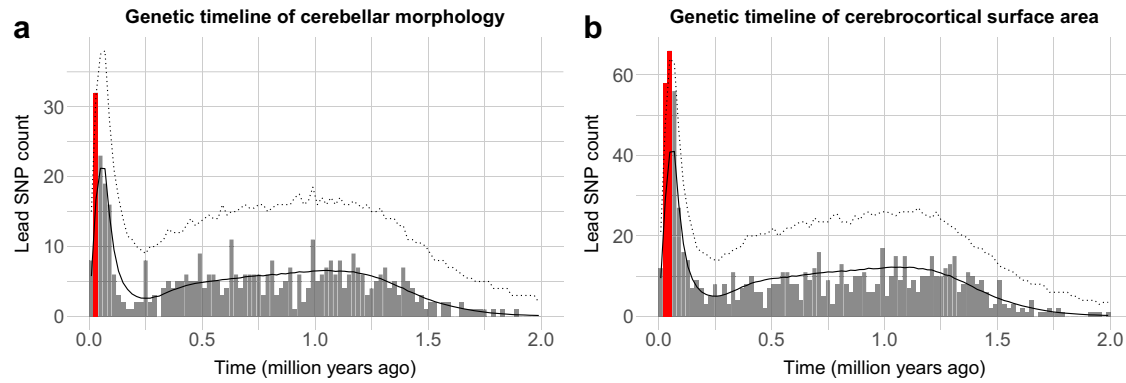 a
Genetic timeline of cerebellar morphology
Lead SNP count
30
20
10
0
0.0 0.5 1.0 1.5 2.0
Time (million years ago)
b
Genetic timeline of cerebrocortical surface area
Lead SNP count
60
40
20
0
0.0 0.5 1.0 1.5 2.0
Time (million years ago)